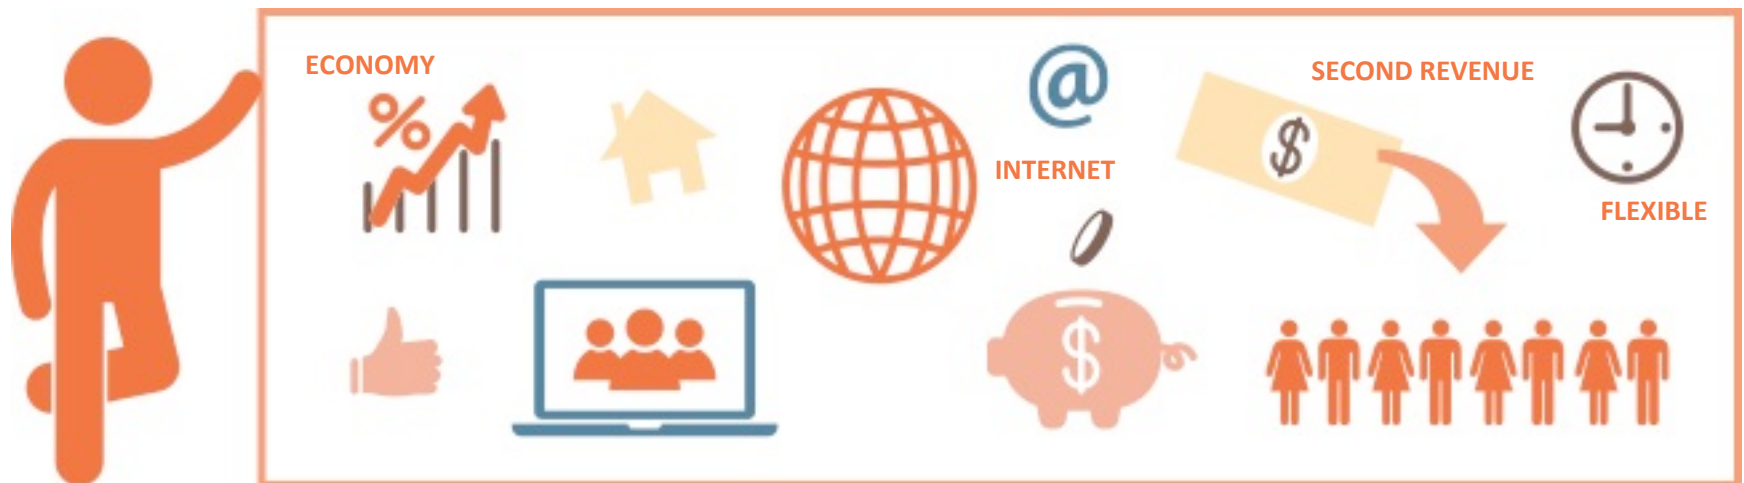 ECONOMY
%
@
INTERNET
SECOND REVENUE
$
$
FLEXIBLE